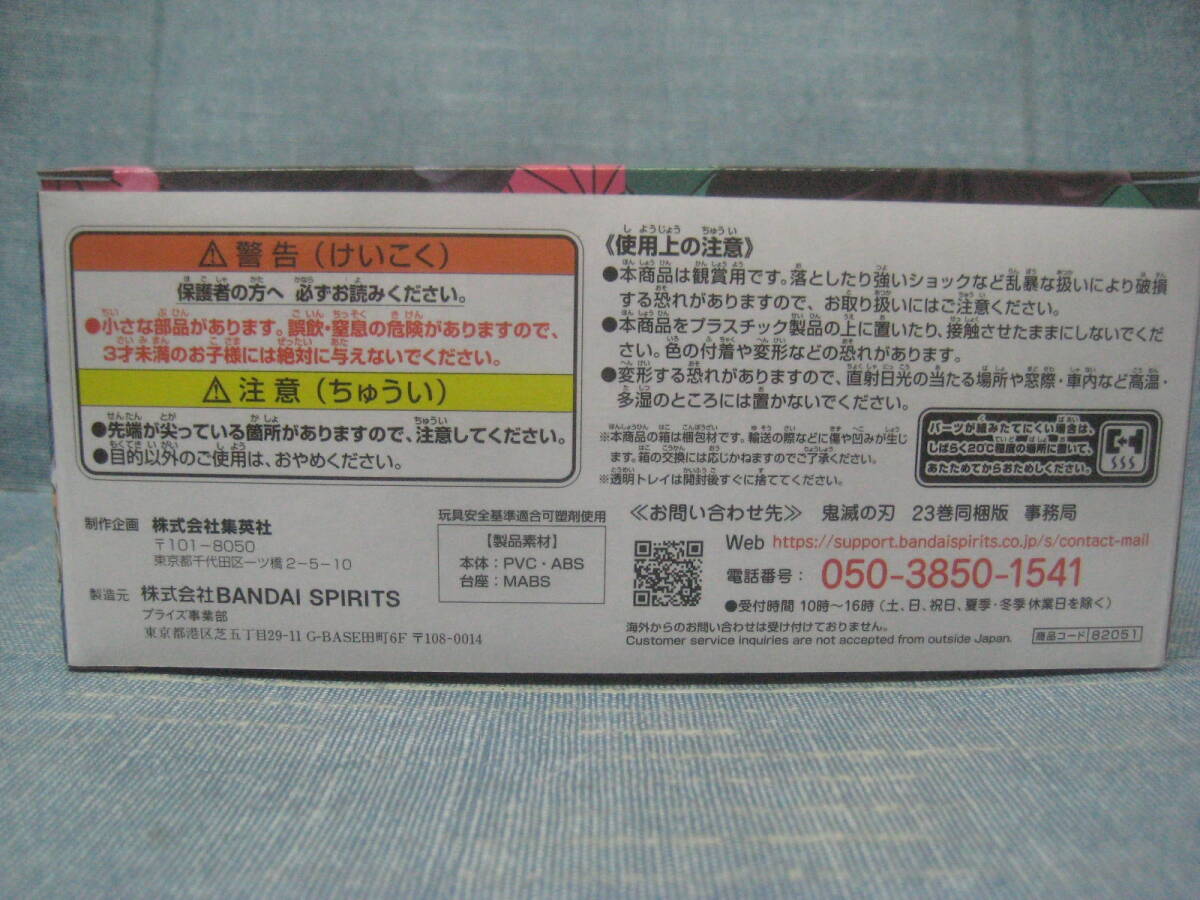 ⚠警告(けいこく)
保護者の方へ 必ずお読みください。
●小さな部品があります。誤飲・窒息の危険がありますので、
3才未満のお子様には絶対に与えないでください。
⚠注意(ちゅうい)
●先端が尖っている箇所がありますので、注意してください。
●目的以外のご使用は、おやめください。
制作企画 株式会社集英社
〒101-8050
東京都千代田区一ツ橋2-5-10
製造元 株式会社BANDAI SPIRITS
プライズ事業部
東京都港区芝五丁目29-11 G-BASE田町6F 〒108-0014
玩具安全基準適合可塑剤使用
【製品素材】
本体:PVC・ABS
台座:MABS
《使用上の注意》
●本商品は観賞用です。落としたり強いショックなど乱暴な扱いにより破損
する恐れがありますので、お取り扱いにはご注意ください。
●本商品をプラスチック製品の上に置いたり、接触させたままにしないでくだ
さい。色の付着や変形などの恐れがあります。
●変形する恐れがありますので、直射日光の当たる場所や窓際・車内など高温・
多湿のところには置かないでください。
※本商品の箱は梱包材です。輸送の際などに傷や凹みが生じ
ます。箱の交換には応じかねますのでご了承ください。
※透明トレイは開封後すぐに捨ててください。
パーツが組みたてにくい場合は、
しばらく20℃程度の場所に置いて、
あたためてからおためしください。
≪お問い合わせ先≫ 鬼滅の刃 23巻同梱版 事務局
Web https://support.bandaispirits.co.jp/s/contact-mail
電話番号: 050-3850-1541
●受付時間 10時~16時(土、日、祝日、夏季・冬季休業日を除く)
海外からのお問い合わせは受け付けておりません。
Customer service inquiries are not accepted from outside Japan.
商品コード 82051